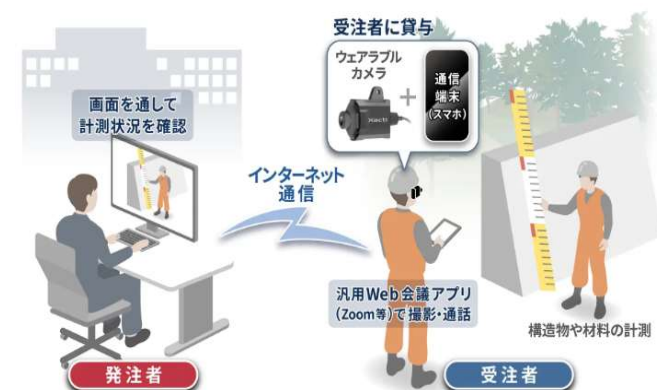 受注者に貸与
ウェアラブル
カメラ
+
通信
端末
(スマホ)
Xacti
画面を通して
計測状況を確認
インターネット
通信
汎用Web会議アプリ
(Zoom等)で撮影・通話
構造物や材料の計測
発注者
受注者